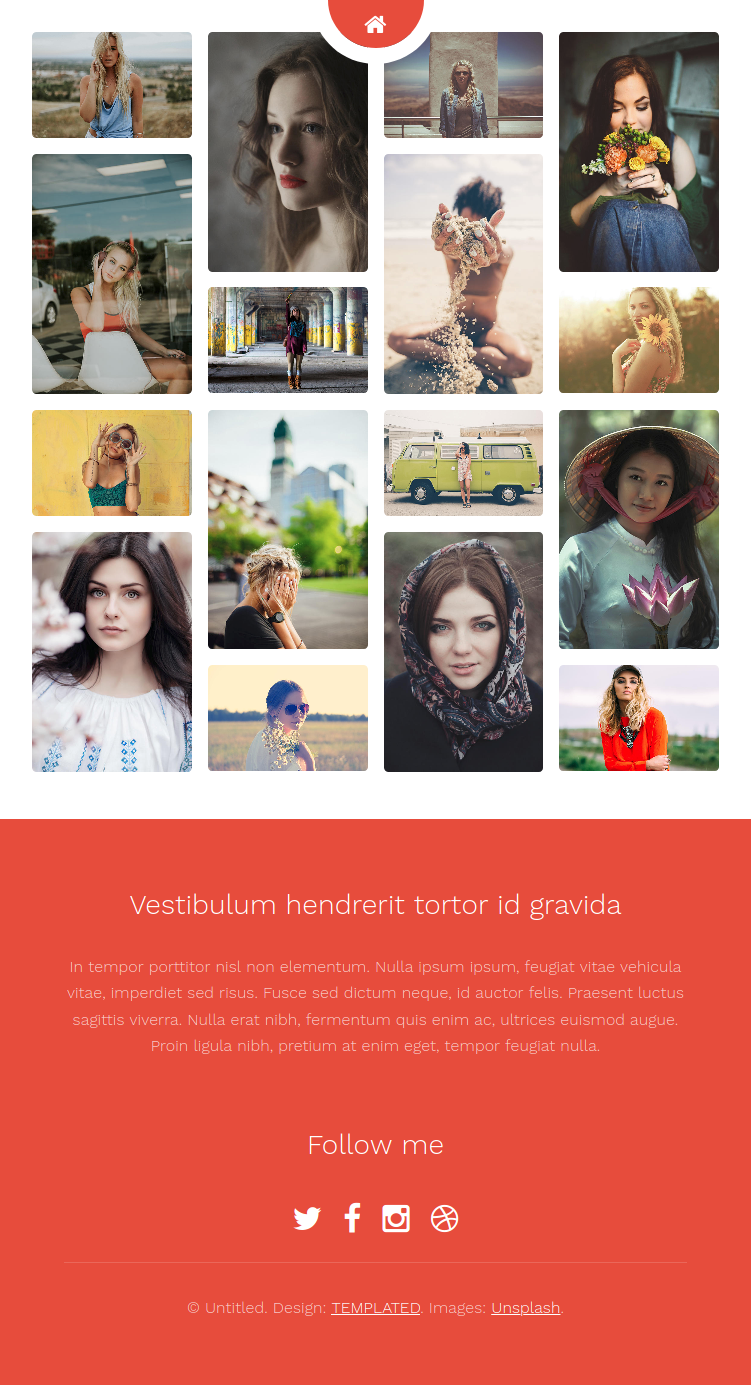 Vestibulum hendrerit tortor id gravida
In tempor porttitor nisl non elementum. Nulla ipsum ipsum, feugiat vitae vehicula
vitae, imperdiet sed risus. Fusce sed dictum neque, id auctor felis. Praesent luctus
sagittis viverra. Nulla erat nibh, fermentum quis enim ac, ultrices euismod augue.
Proin ligula nibh, pretium at enim eget, tempor feugiat nulla.
Follow me
© Untitled. Design: TEMPLATED. Images: Unsplash.